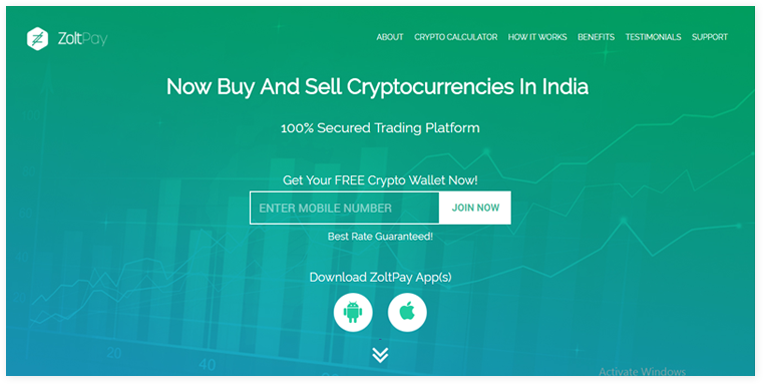 ZoltPay
ABOUT CRYPTO CALCULATOR HOW IT WORKS BENEFITS TESTIMONIALS SUPPORT
Now Buy And Sell Cryptocurrencies In India
100% Secured Trading Platform
Get Your FREE Crypto Wallet Now!
ENTER MOBILE NUMBER JOIN NOW
Best Rate Guaranteed!
Download ZoltPay App(s)
20
40
Activate Windows